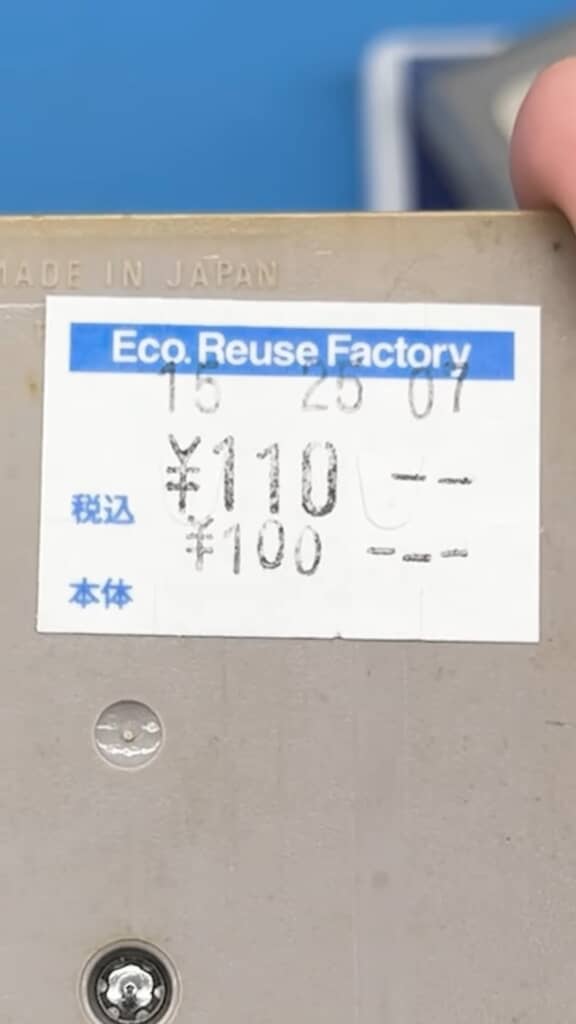 MADE IN JAPAN
Eco. Reuse Factory
15 25 07
税込 ¥110 --
本体 ¥100 ---